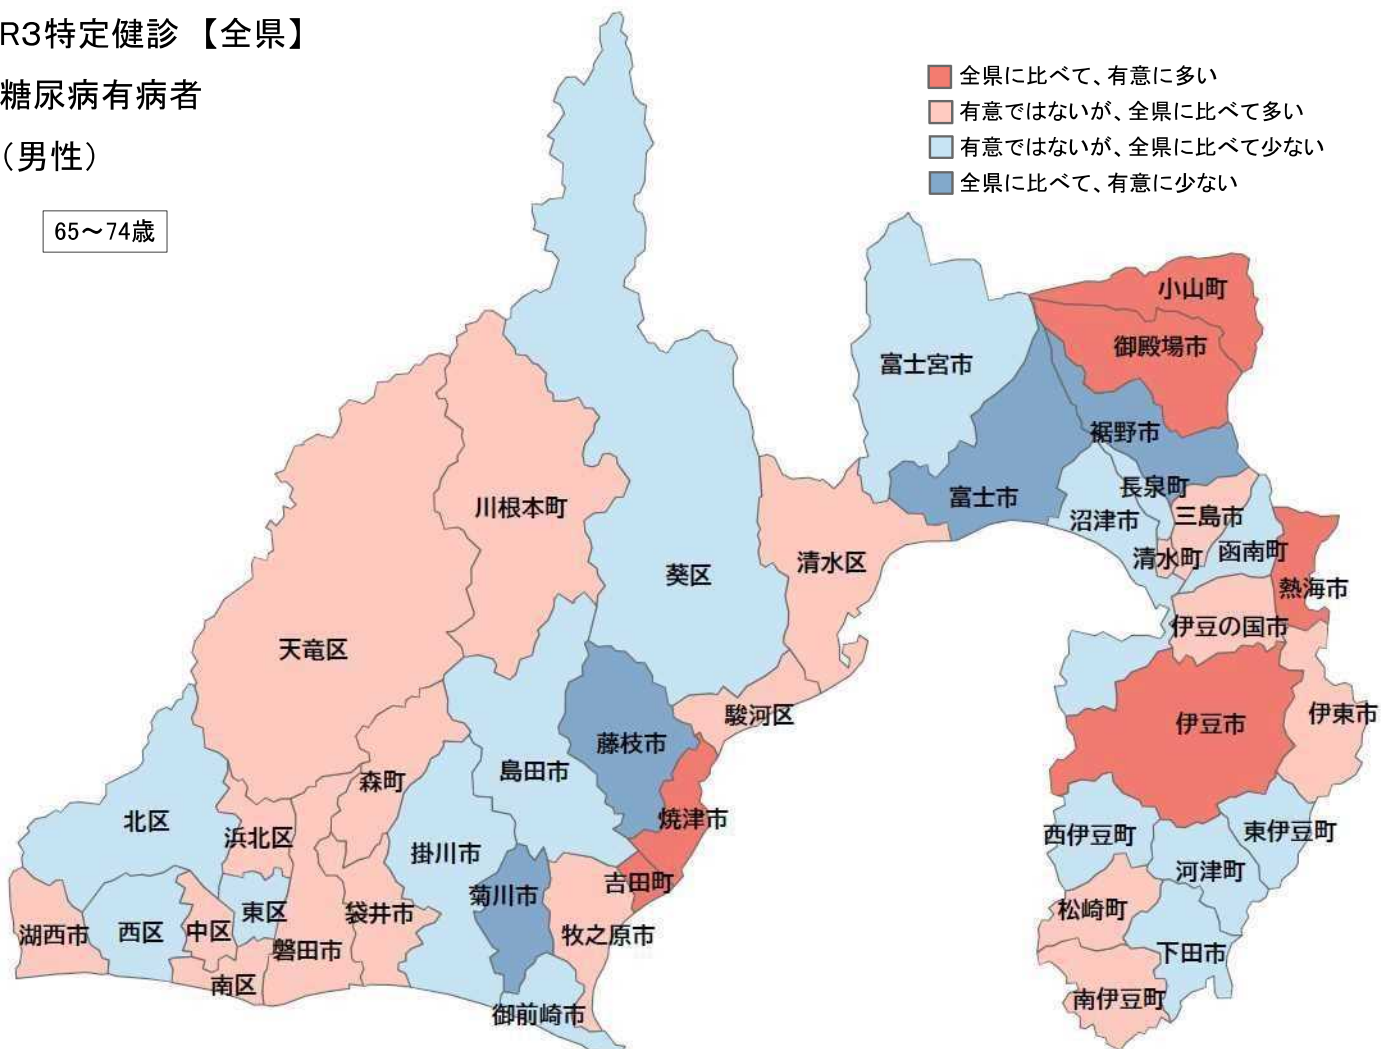 R3特定健診 【全県】
糖尿病有病者
（男性）
65～74歳
全県に比べて、有意に多い
有意ではないが、全県に比べて多い
有意ではないが、全県に比べて少ない
全県に比べて、有意に少ない
小山町
御殿場市
富士宮市
裾野市
富士市
長泉町
沼津市
三島市
清水町
函南町
熱海市
伊豆の国市
伊豆市
伊東市
西伊豆町
東伊豆町
河津町
松崎町
下田市
南伊豆町
川根本町
葵区
清水区
天竜区
駿河区
藤枝市
島田市
焼津市
森町
北区
浜北区
掛川市
吉田町
菊川市
湖西市
西区
中区
東区
袋井市
磐田市
牧之原市
南区
御前崎市